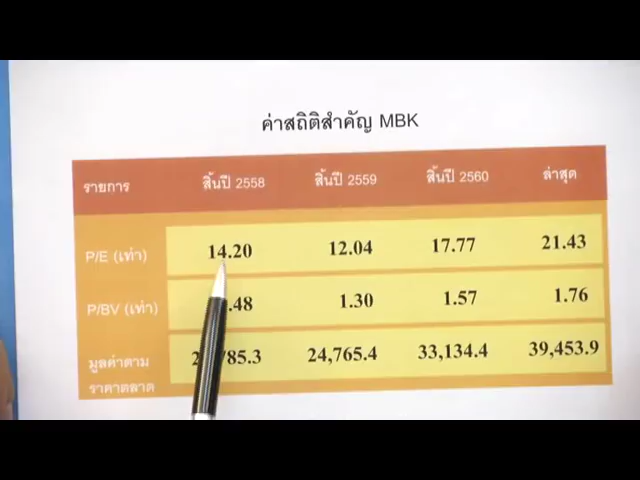 ค่าสถิติสำคัญ MBK
รายการ สิ้นปี 2558 สิ้นปี 2559 สิ้นปี 2560 ล่าสุด
P/E (เท่า) 14.20 12.04 17.77 21.43
P/BV (เท่า) .48 1.30 1.57 1.76
มูลค่าตาม 785.3 24,765.4 33,134.4 39,453.9
ราคาตลาด